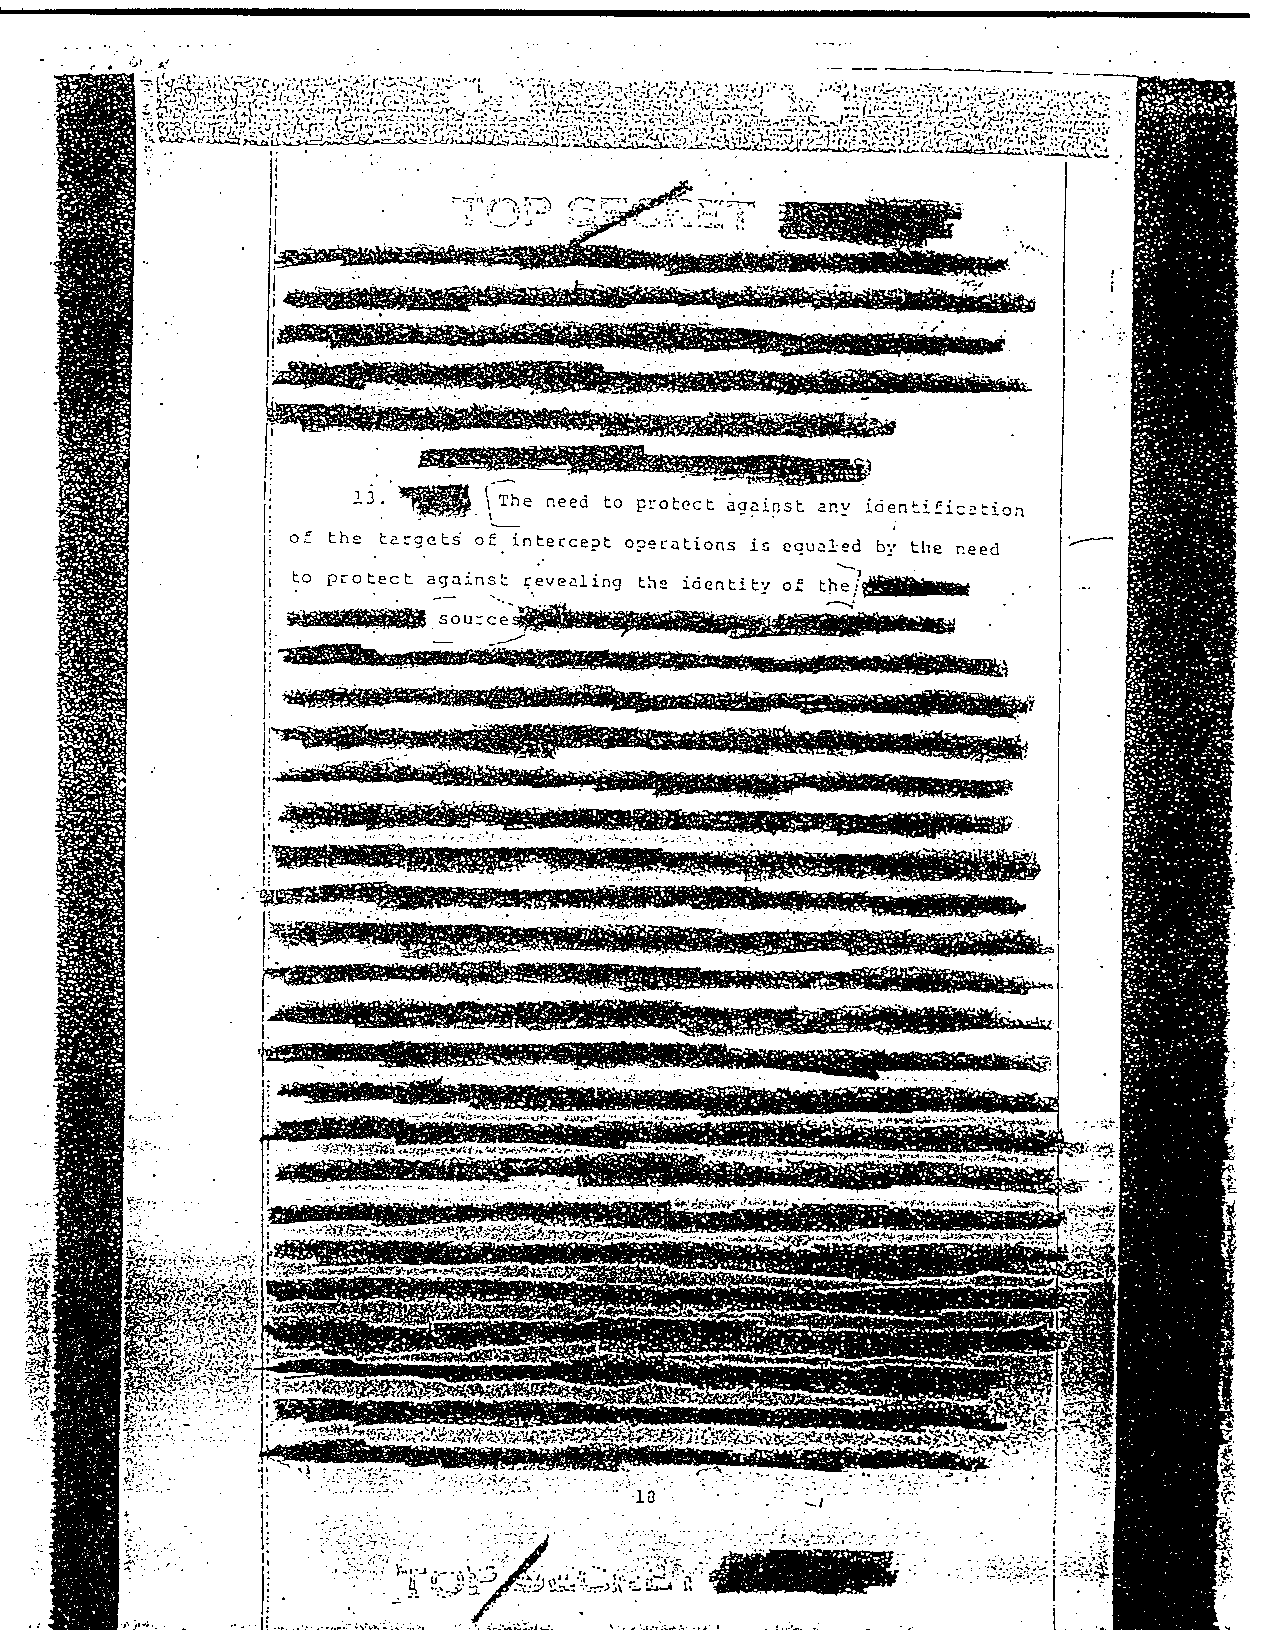 TOP SECRET
13. The need to protect against any identification
of the targets of intercept operations is equaled by the need
to protect against revealing the identity of the
sources
18
TOP SECRET